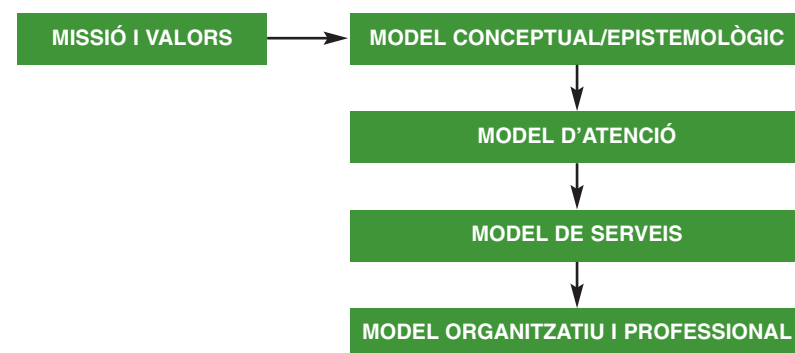 MISSIÓ I VALORS
MODEL CONCEPTUAL/EPISTEMOLÒGIC
MODEL D’ATENCIÓ
MODEL DE SERVEIS
MODEL ORGANITZATIU I PROFESSIONAL